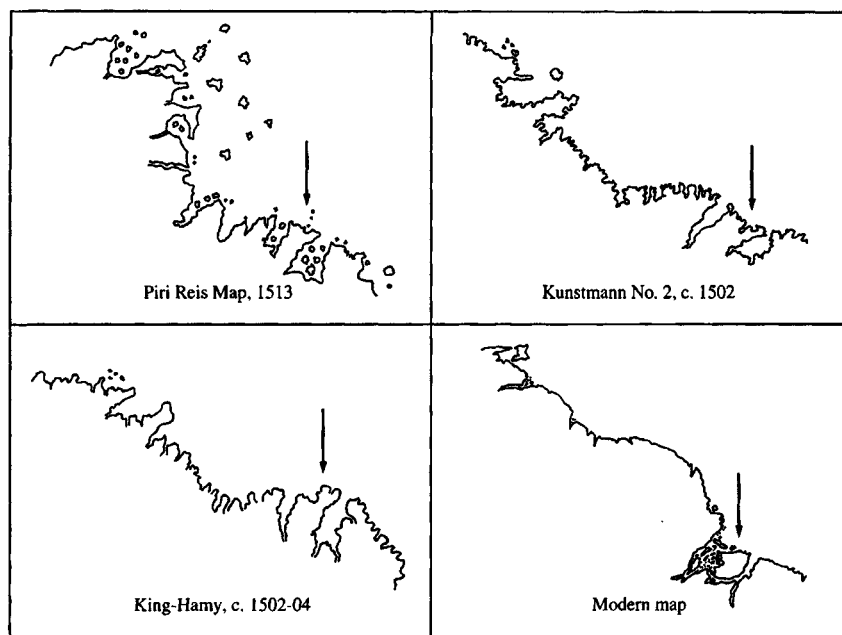 Piri Reis Map, 1513
Kunstmann No. 2, c. 1502
King-Hamy, c. 1502-04
Modern map